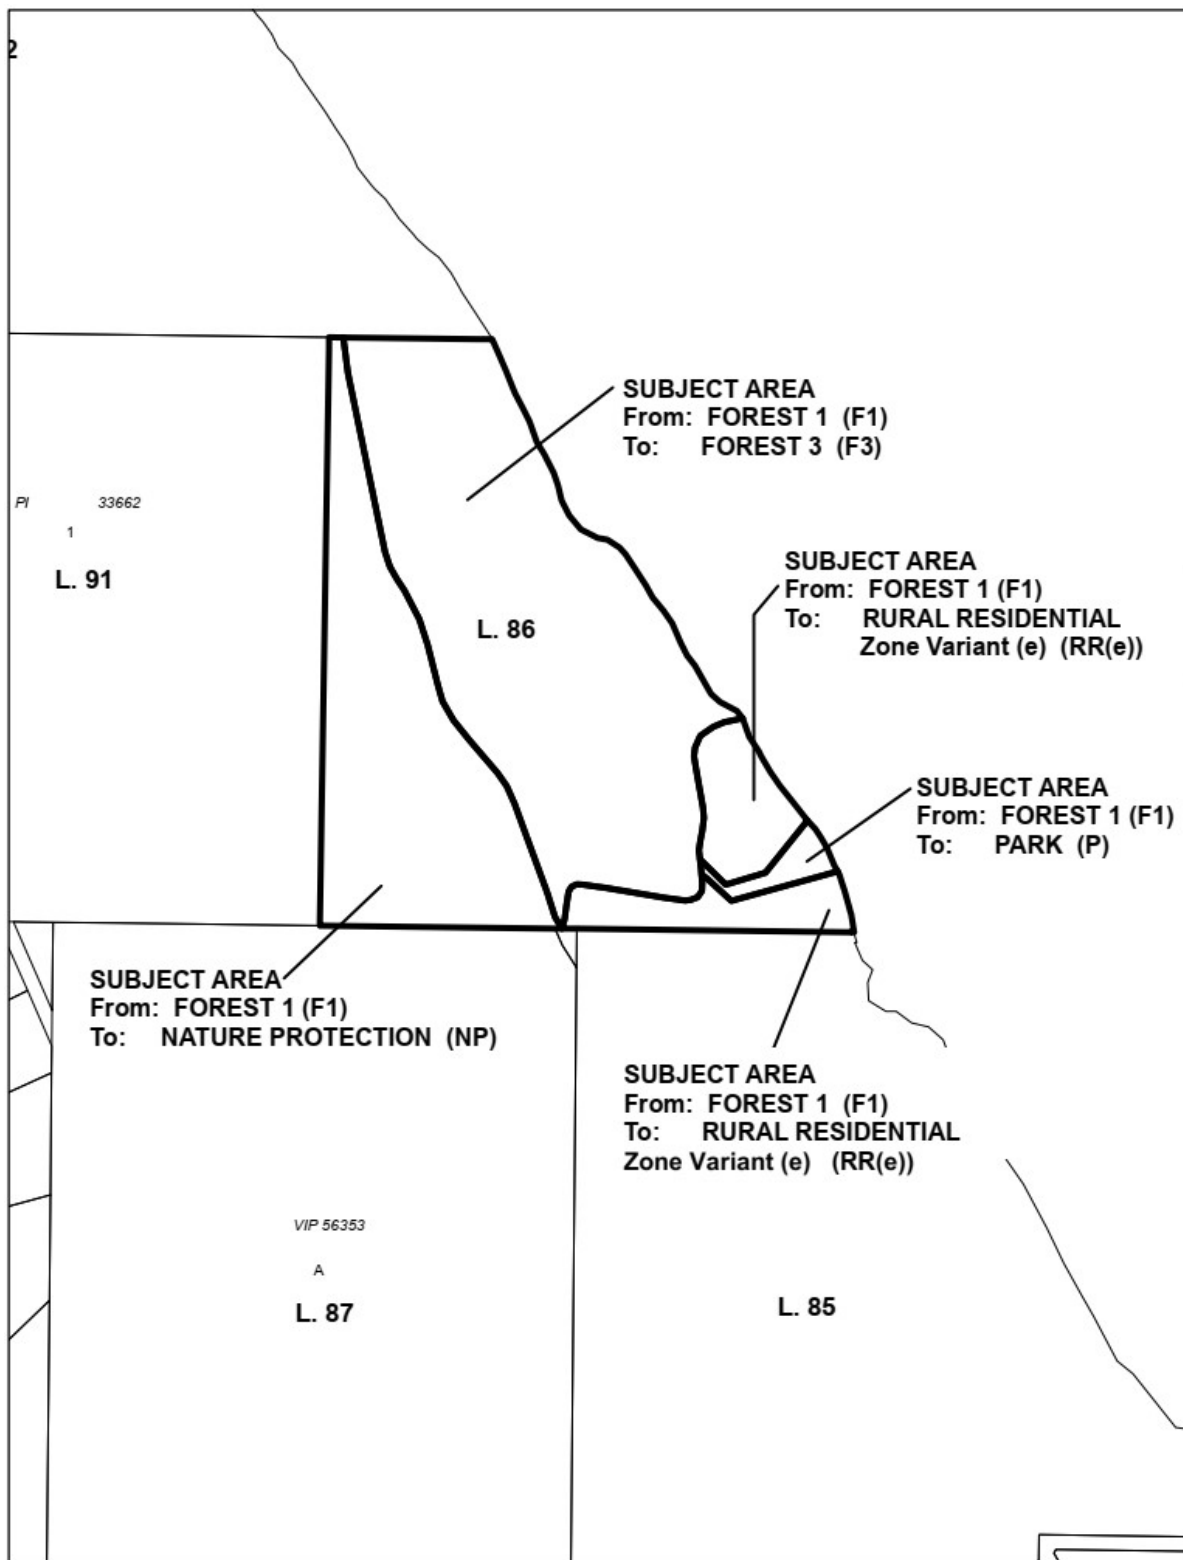 2
SUBJECT AREA
From: FOREST 1 (F1)
To: FOREST 3 (F3)
PI 33662
1
L. 91
SUBJECT AREA
From: FOREST 1 (F1)
To: RURAL RESIDENTIAL
Zone Variant (e) (RR(e))
L. 86
SUBJECT AREA
From: FOREST 1 (F1)
To: PARK (P)
SUBJECT AREA
From: FOREST 1 (F1)
To: NATURE PROTECTION (NP)
SUBJECT AREA
From: FOREST 1 (F1)
To: RURAL RESIDENTIAL
Zone Variant (e) (RR(e))
VIP 56353
A
L. 87
L. 85